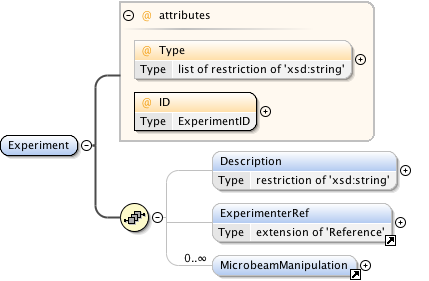 @ attributes
@ Type
Type list of restriction of 'xsd:string'
@ ID
Type ExperimentID
Experiment
Description
Type restriction of 'xsd:string'
ExperimenterRef
Type extension of 'Reference'
0..∞
MicrobeamManipulation